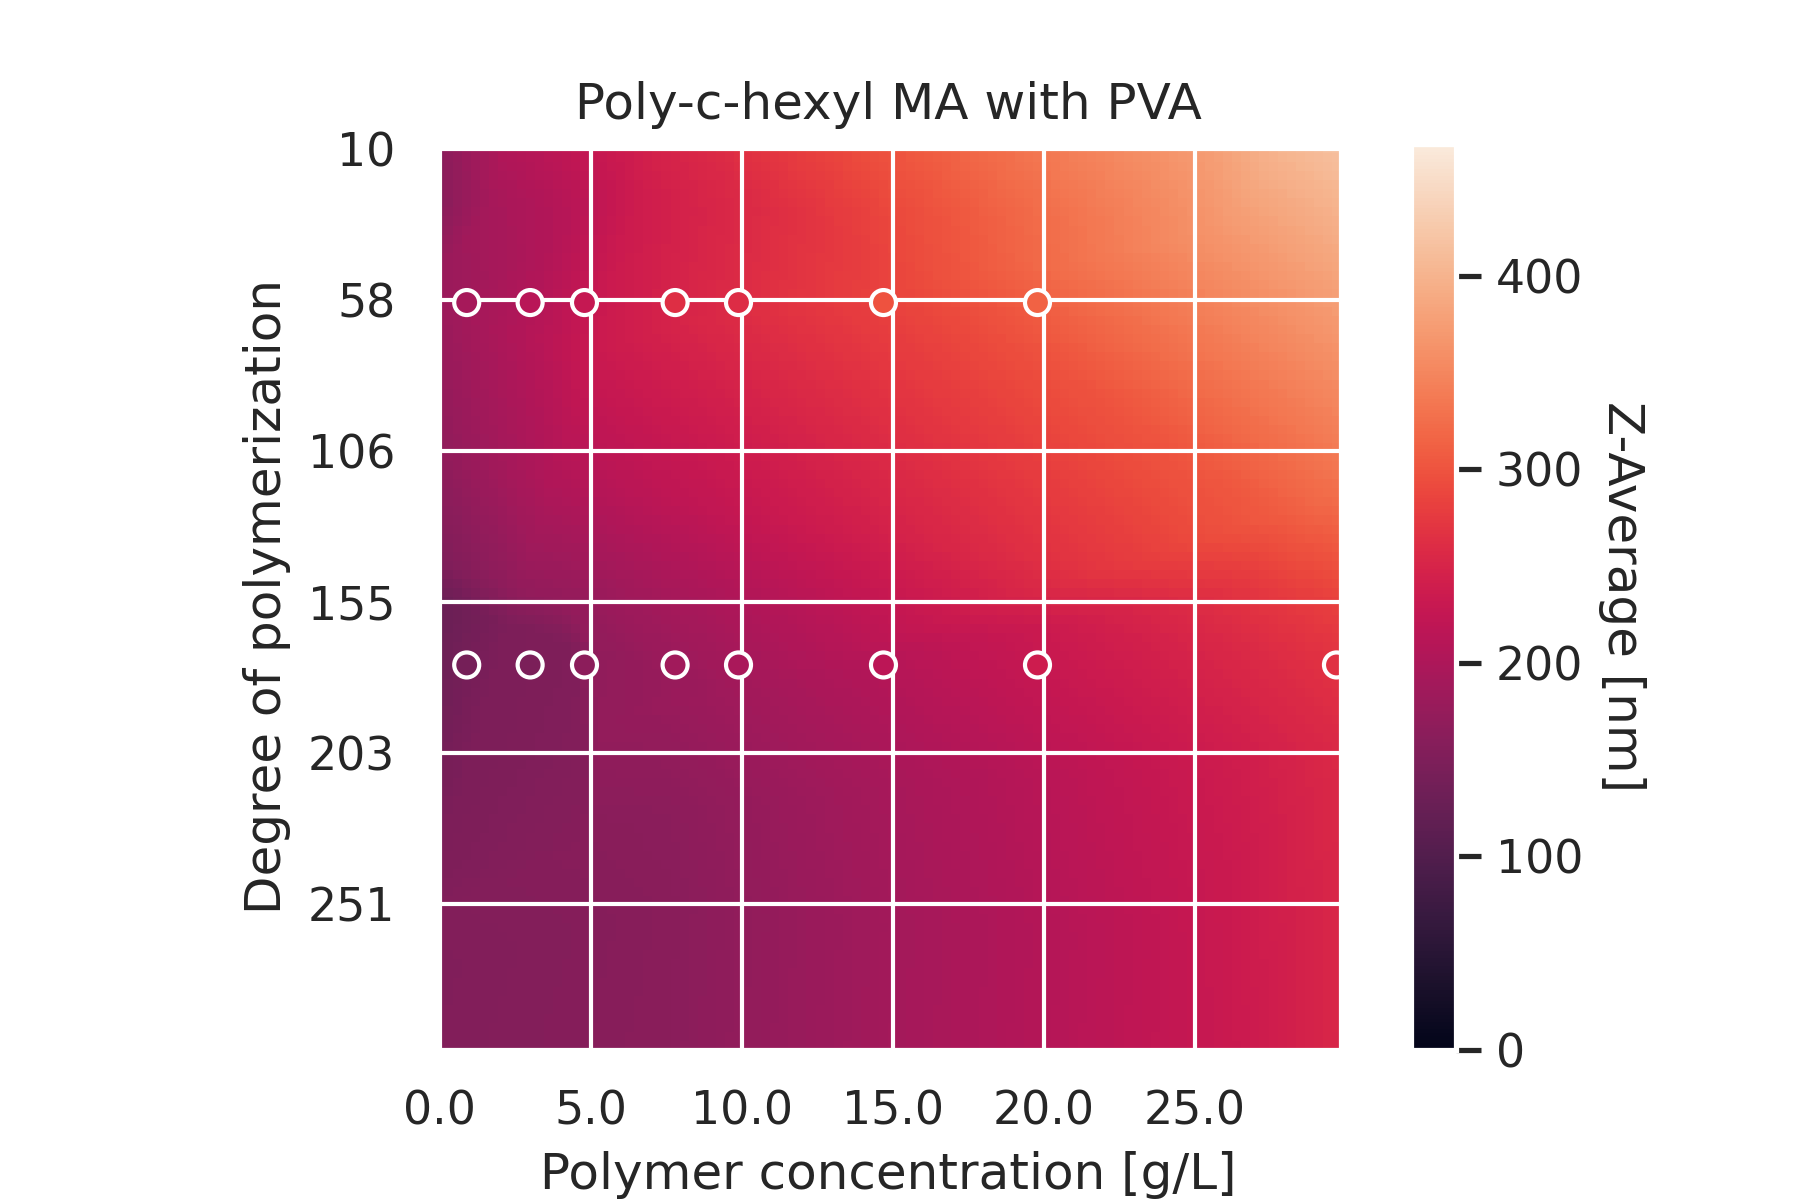 Poly-c-hexyl MA with PVA
10
58
106
155
203
251
Degree of polymerization
0.0 5.0 10.0 15.0 20.0 25.0
Polymer concentration [g/L]
400
300
200
100
0
Z-Average [nm]